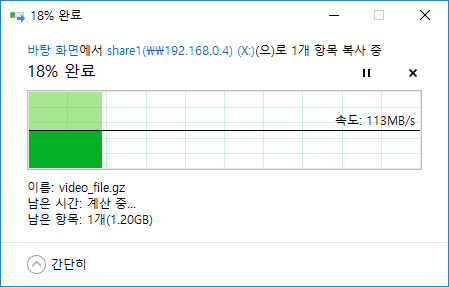 18% 완료
바탕 화면에서 share1(₩₩192.168.0.4) (X:)(으)로 1개 항목 복사 중
18% 완료
속도: 113MB/s
이름: video_file.gz
남은 시간: 계산 중...
남은 항목: 1개(1.20GB)
간단히